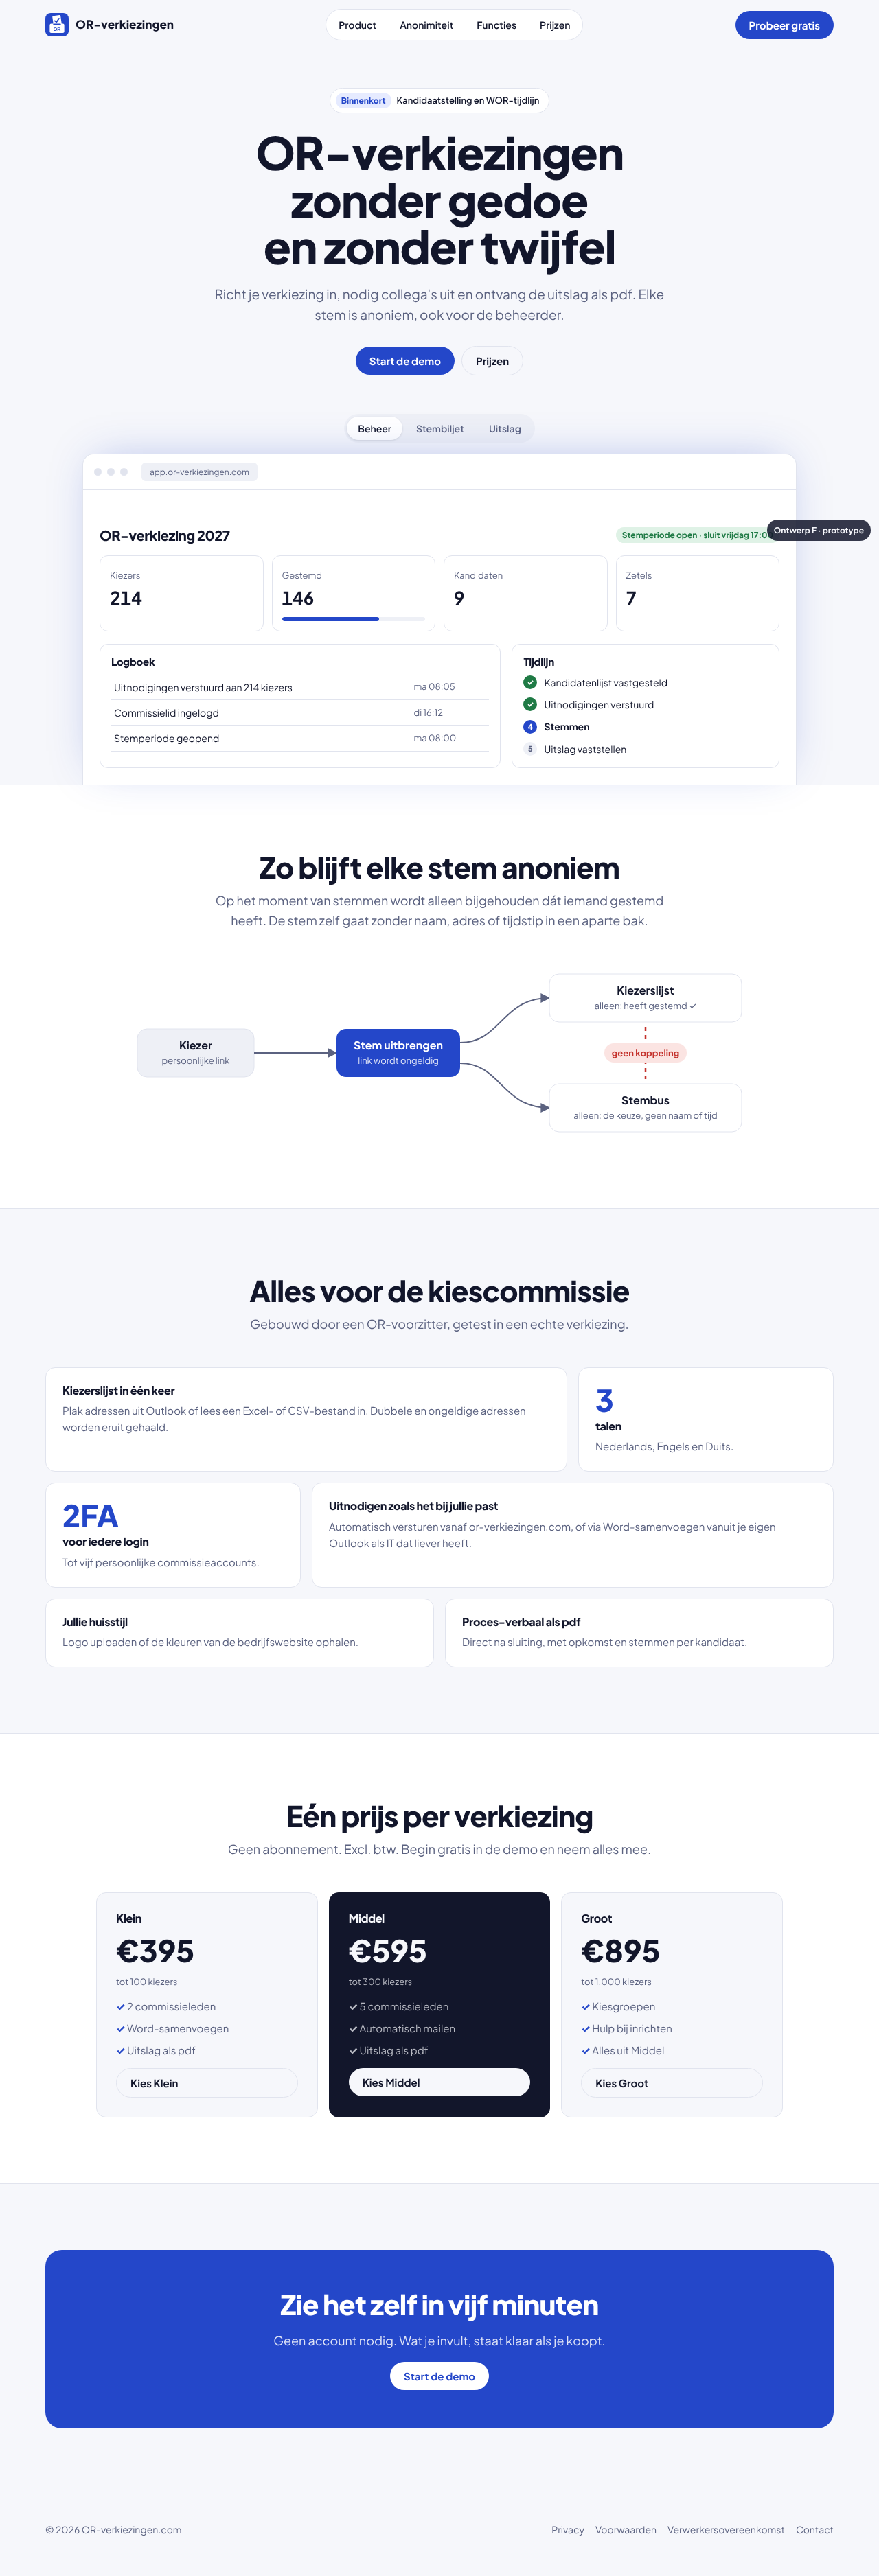 OR
OR-verkiezingen
Product Anonimiteit Functies Prijzen
Probeer gratis
Binnenkort Kandidaatstelling en WOR-tijdlijn
OR-verkiezingen
zonder gedoe
en zonder twijfel
Richt je verkiezing in, nodig collega's uit en ontvang de uitslag als pdf. Elke
stem is anoniem, ook voor de beheerder.
Start de demo Prijzen
Beheer Stembiljet Uitslag
app.or-verkiezingen.com
OR-verkiezing 2027
Stemperiode open · sluit vrijdag 17:0
Ontwerp F · prototype
Kiezers
214
Gestemd
146
Kandidaten
9
Zetels
7
Logboek
Uitnodigingen verstuurd aan 214 kiezers ma 08:05
Commissielid ingelogd di 16:12
Stemperiode geopend ma 08:00
Tijdlijn
✓ Kandidatenlijst vastgesteld
✓ Uitnodigingen verstuurd
4 Stemmen
5 Uitslag vaststellen
Zo blijft elke stem anoniem
Op het moment van stemmen wordt alleen bijgehouden dát iemand gestemd
heeft. De stem zelf gaat zonder naam, adres of tijdstip in een aparte bak.
Kiezer
persoonlijke link
Stem uitbrengen
link wordt ongeldig
Kiezerslijst
alleen: heeft gestemd ✓
geen koppeling
Stembus
alleen: de keuze, geen naam of tijd
Alles voor de kiescommissie
Gebouwd door een OR-voorzitter, getest in een echte verkiezing.
Kiezerslijst in één keer
Plak adressen uit Outlook of lees een Excel- of CSV-bestand in. Dubbele en ongeldige adressen
worden eruit gehaald.
3
talen
Nederlands, Engels en Duits.
2FA
voor iedere login
Tot vijf persoonlijke commissieaccounts.
Uitnodigen zoals het bij jullie past
Automatisch versturen vanaf or-verkiezingen.com, of via Word-samenvoegen vanuit je eigen
Outlook als IT dat liever heeft.
Jullie huisstijl
Logo uploaden of de kleuren van de bedrijfswebsite ophalen.
Proces-verbaal als pdf
Direct na sluiting, met opkomst en stemmen per kandidaat.
Eén prijs per verkiezing
Geen abonnement. Excl. btw. Begin gratis in de demo en neem alles mee.
Klein
€395
tot 100 kiezers
✓ 2 commissieleden
✓ Word-samenvoegen
✓ Uitslag als pdf
Kies Klein
Middel
€595
tot 300 kiezers
✓ 5 commissieleden
✓ Automatisch mailen
✓ Uitslag als pdf
Kies Middel
Groot
€895
tot 1.000 kiezers
✓ Kiesgroepen
✓ Hulp bij inrichten
✓ Alles uit Middel
Kies Groot
Zie het zelf in vijf minuten
Geen account nodig. Wat je invult, staat klaar als je koopt.
Start de demo
© 2026 OR-verkiezingen.com
Privacy Voorwaarden Verwerkersovereenkomst Contact